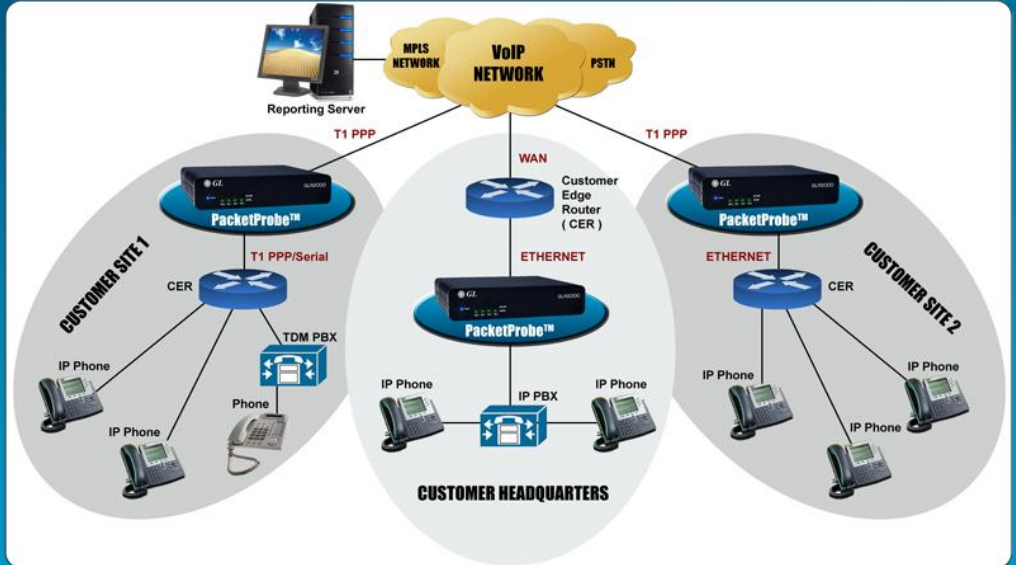 MPLS
NETWORK
VoIP
NETWORK
PSTN
Reporting Server
T1 PPP
T1 PPP
WAN
GL
PacketProbe™
Customer
Edge
Router
( CER )
GL
PacketProbe™
CUSTOMER SITE 1
T1 PPP/Serial
CER
ETHERNET
GL
PacketProbe™
ETHERNET
CER
CUSTOMER SITE 2
TDM PBX
IP Phone
Phone
IP Phone
IP Phone
IP PBX
IP Phone
IP Phone
IP Phone
IP Phone
CUSTOMER HEADQUARTERS